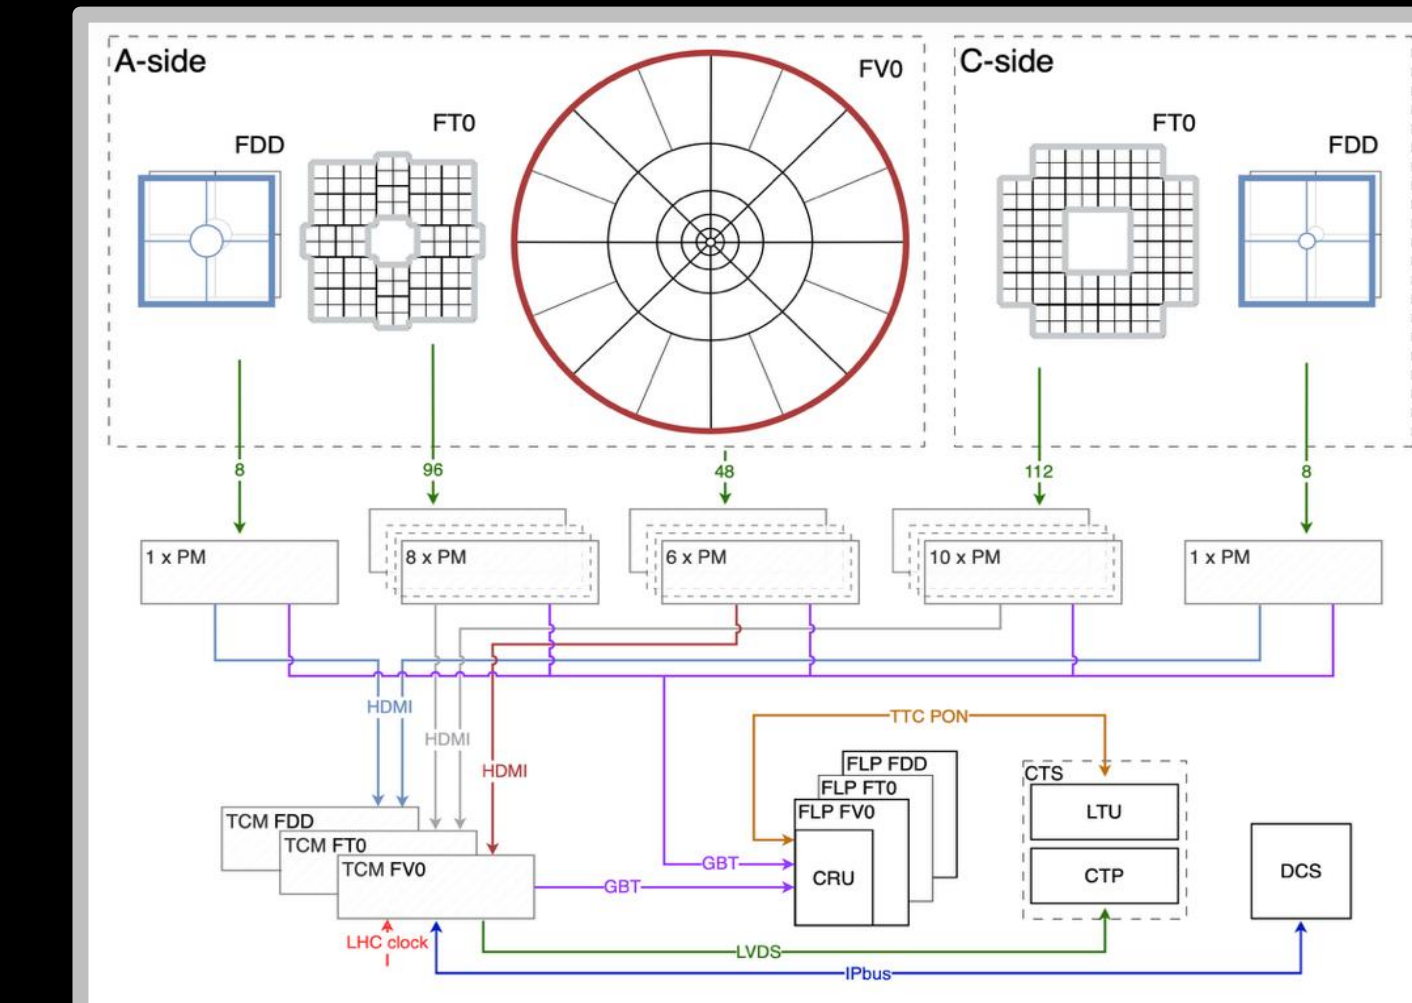 A-side
FV0
C-side
FT0
FT0
FDD
FDD
8
96
48
112
8
1 x PM
8 x PM
6 x PM
10 x PM
1 x PM
HDMI
HDMI
HDMI
TTC PON
FLP FDD
CTS
FLP FT0
FLP FV0
LTU
TCM FDD
TCM FT0
TCM FV0
GBT
GBT
CRU
CTP
DCS
LHC clock
LVDS
IPbus